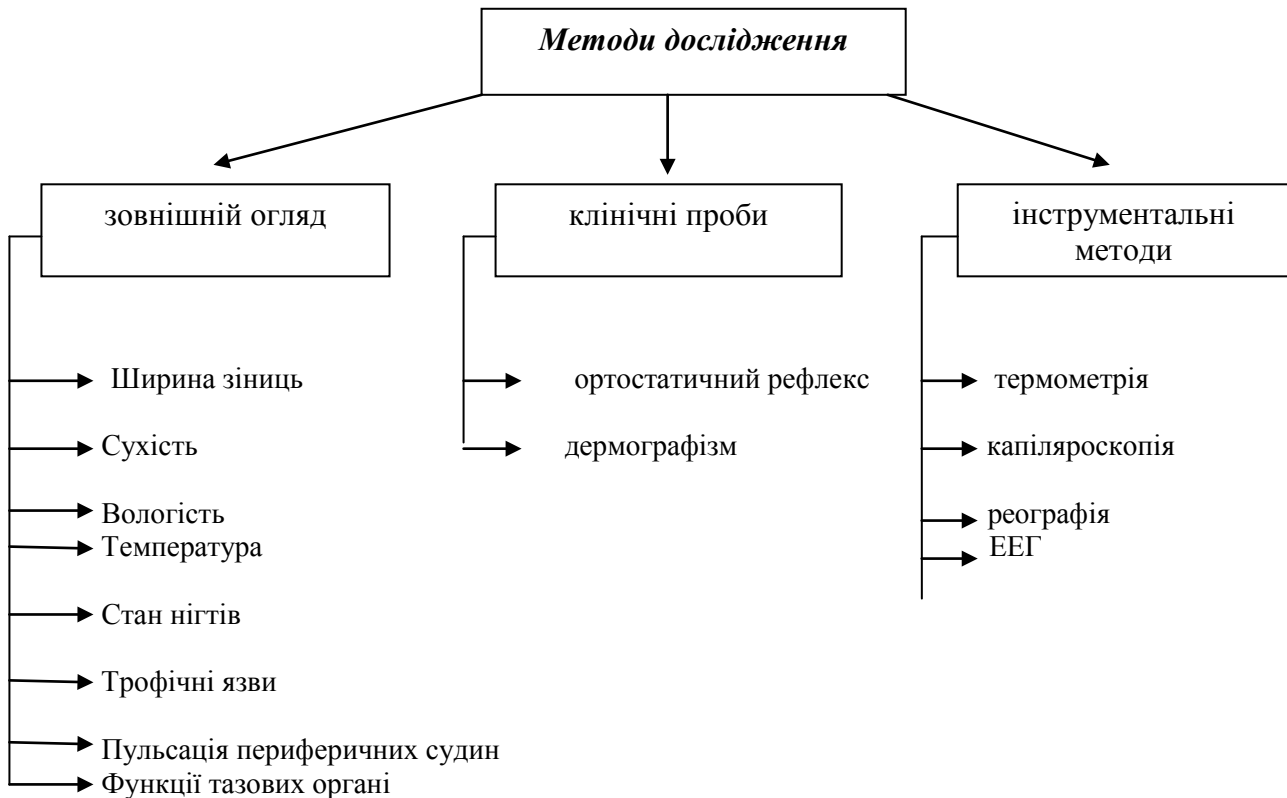 Методи дослідження
зовнішній огляд
клінічні проби
інструментальні
методи
Ширина зіниць
Сухість
Вологість
Температура
Стан нігтів
Трофічні язви
Пульсація периферичних судин
Функції тазових органі
ортостатичний рефлекс
дермографізм
термометрія
капіляроскопія
реографія
ЕЕГ